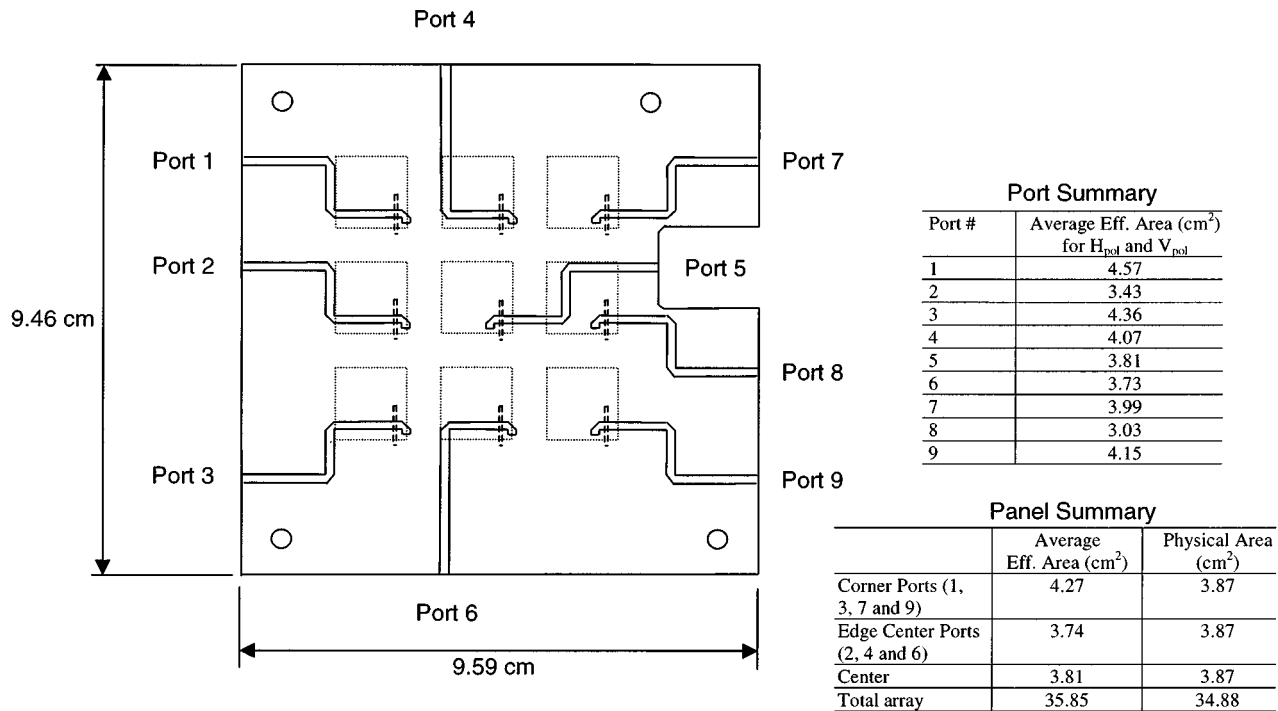 Port 4
Port 1
Port 7
Port 2
Port 5
9.46 cm
Port 8
Port 3
Port 9
Port 6
9.59 cm
Port Summary
Port # Average Eff. Area (cm²)
for Hpol and Vpol
1 4.57
2 3.43
3 4.36
4 4.07
5 3.81
6 3.73
7 3.99
8 3.03
9 4.15
Panel Summary
Average Physical Area
Eff. Area (cm²) (cm²)
Corner Ports (1, 4.27 3.87
3, 7 and 9)
Edge Center Ports 3.74 3.87
(2, 4 and 6)
Center 3.81 3.87
Total array 35.85 34.88